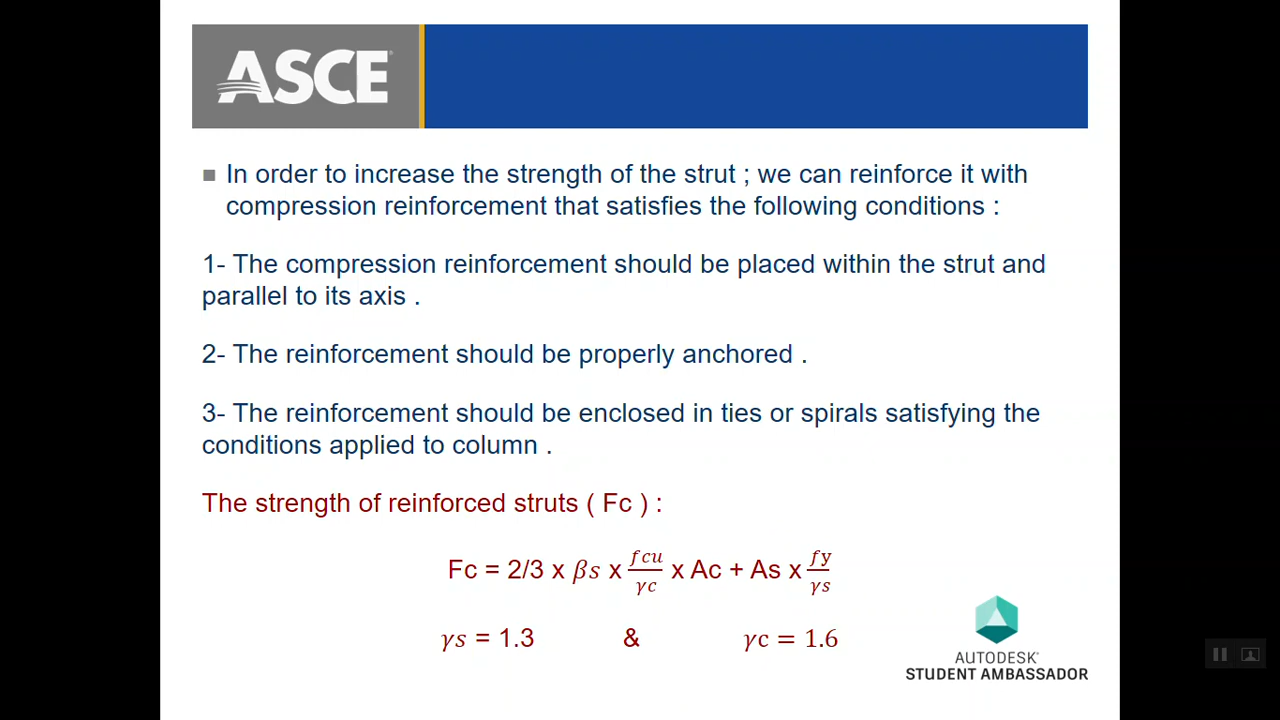 ASCE
■ In order to increase the strength of the strut ; we can reinforce it with
compression reinforcement that satisfies the following conditions :
1- The compression reinforcement should be placed within the strut and
parallel to its axis .
2- The reinforcement should be properly anchored .
3- The reinforcement should be enclosed in ties or spirals satisfying the
conditions applied to column .
The strength of reinforced struts ( Fc ) :
Fc = 2/3 x βs x fcu/γc x Ac + As x fy/γs
γs = 1.3 & γc = 1.6
AUTODESK®
STUDENT AMBASSADOR